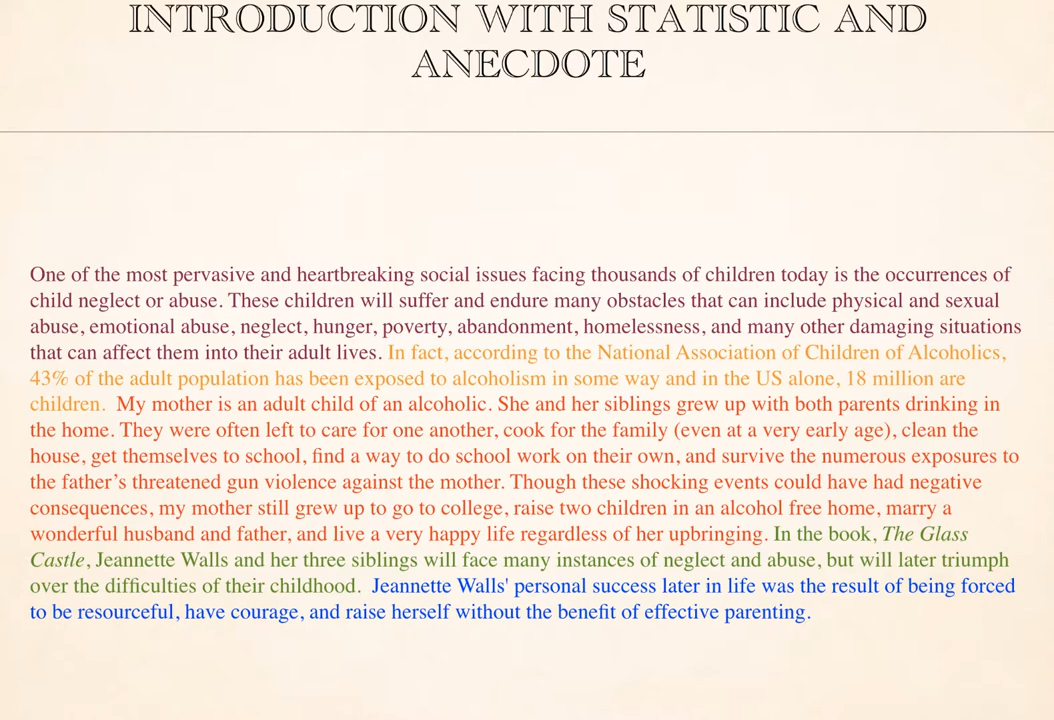 INTRODUCTION WITH STATISTIC AND
ANECDOTE
One of the most pervasive and heartbreaking social issues facing thousands of children today is the occurrences of
child neglect or abuse. These children will suffer and endure many obstacles that can include physical and sexual
abuse, emotional abuse, neglect, hunger, poverty, abandonment, homelessness, and many other damaging situations
that can affect them into their adult lives. In fact, according to the National Association of Children of Alcoholics,
43% of the adult population has been exposed to alcoholism in some way and in the US alone, 18 million are
children. My mother is an adult child of an alcoholic. She and her siblings grew up with both parents drinking in
the home. They were often left to care for one another, cook for the family (even at a very early age), clean the
house, get themselves to school, find a way to do school work on their own, and survive the numerous exposures to
the father's threatened gun violence against the mother. Though these shocking events could have had negative
consequences, my mother still grew up to go to college, raise two children in an alcohol free home, marry a
wonderful husband and father, and live a very happy life regardless of her upbringing. In the book, The Glass
Castle, Jeannette Walls and her three siblings will face many instances of neglect and abuse, but will later triumph
over the difficulties of their childhood. Jeannette Walls' personal success later in life was the result of being forced
to be resourceful, have courage, and raise herself without the benefit of effective parenting.